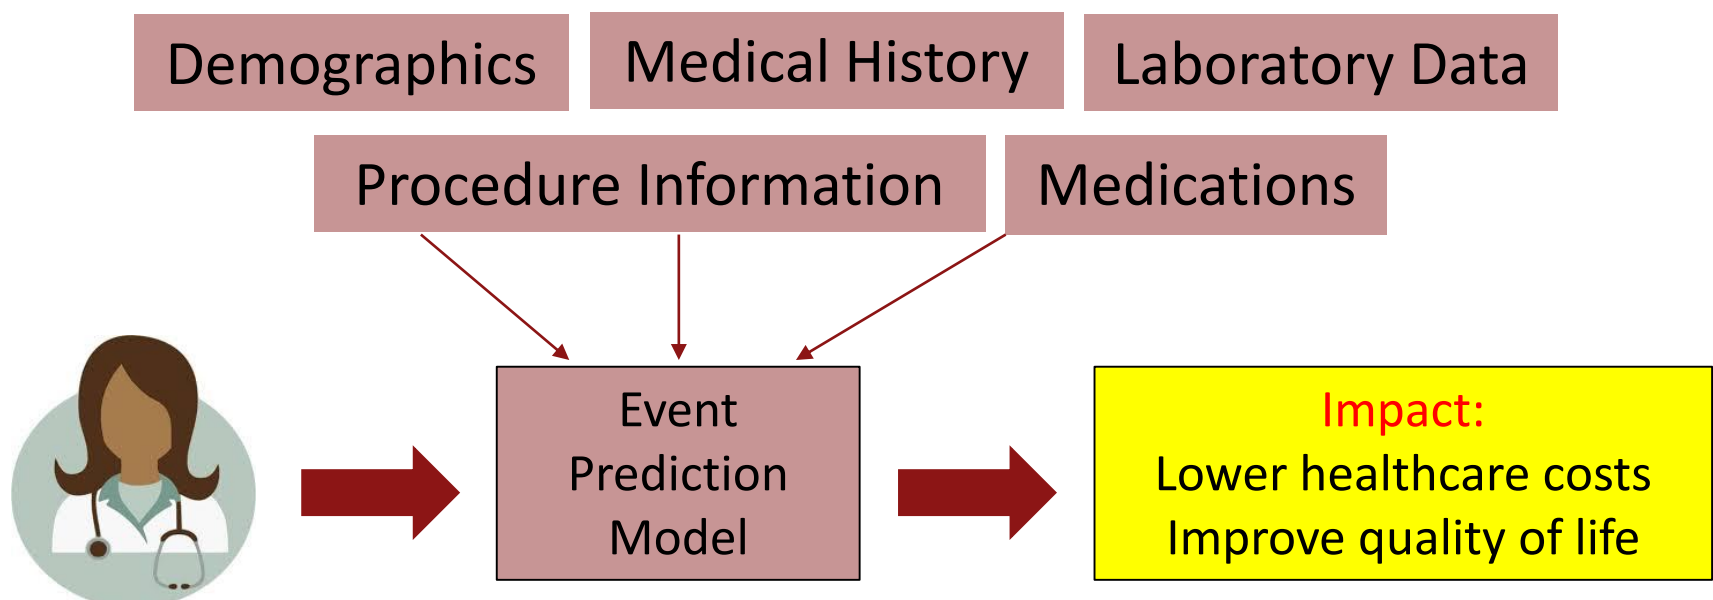 Demographics
Medical History
Laboratory Data
Procedure Information
Medications
Event
Prediction
Model
Impact:
Lower healthcare costs
Improve quality of life